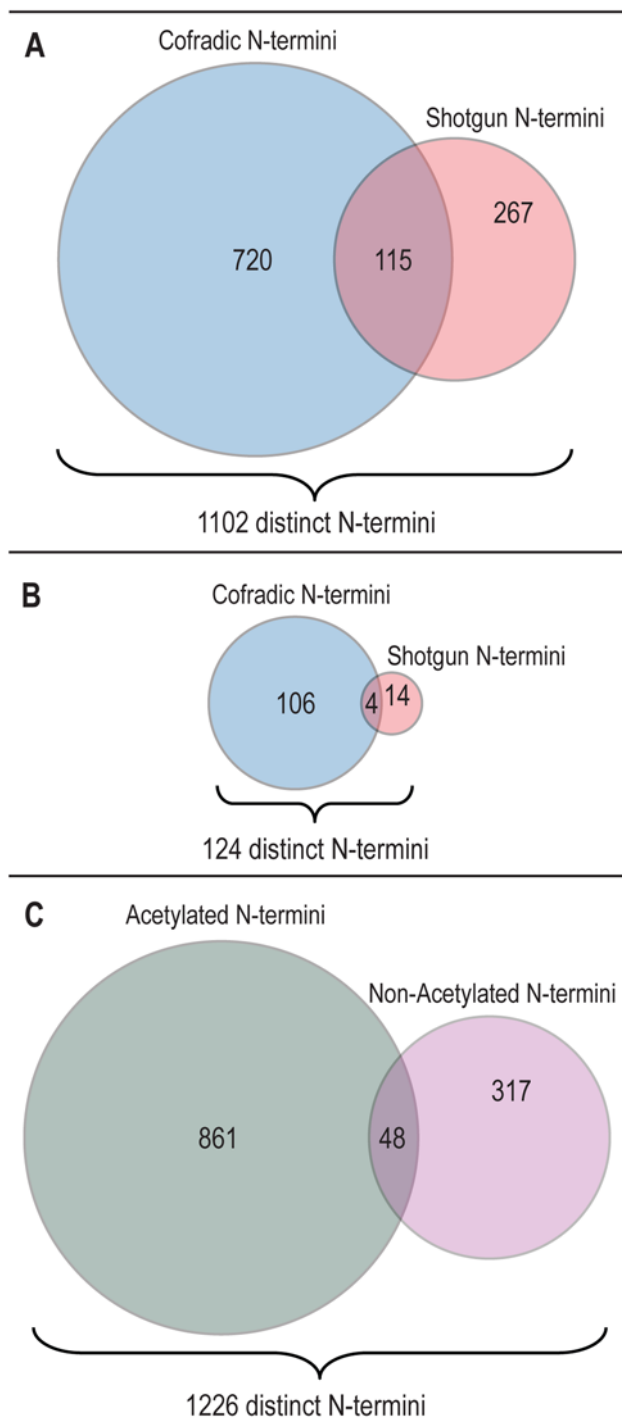 A
Cofradic N-termini
Shotgun N-termini
267
720
115
1102 distinct N-termini
B
Cofradic N-termini
Shotgun N-termini
106
4
14
124 distinct N-termini
C
Acetylated N-termini
Non-Acetylated N-termini
317
861
48
1226 distinct N-termini